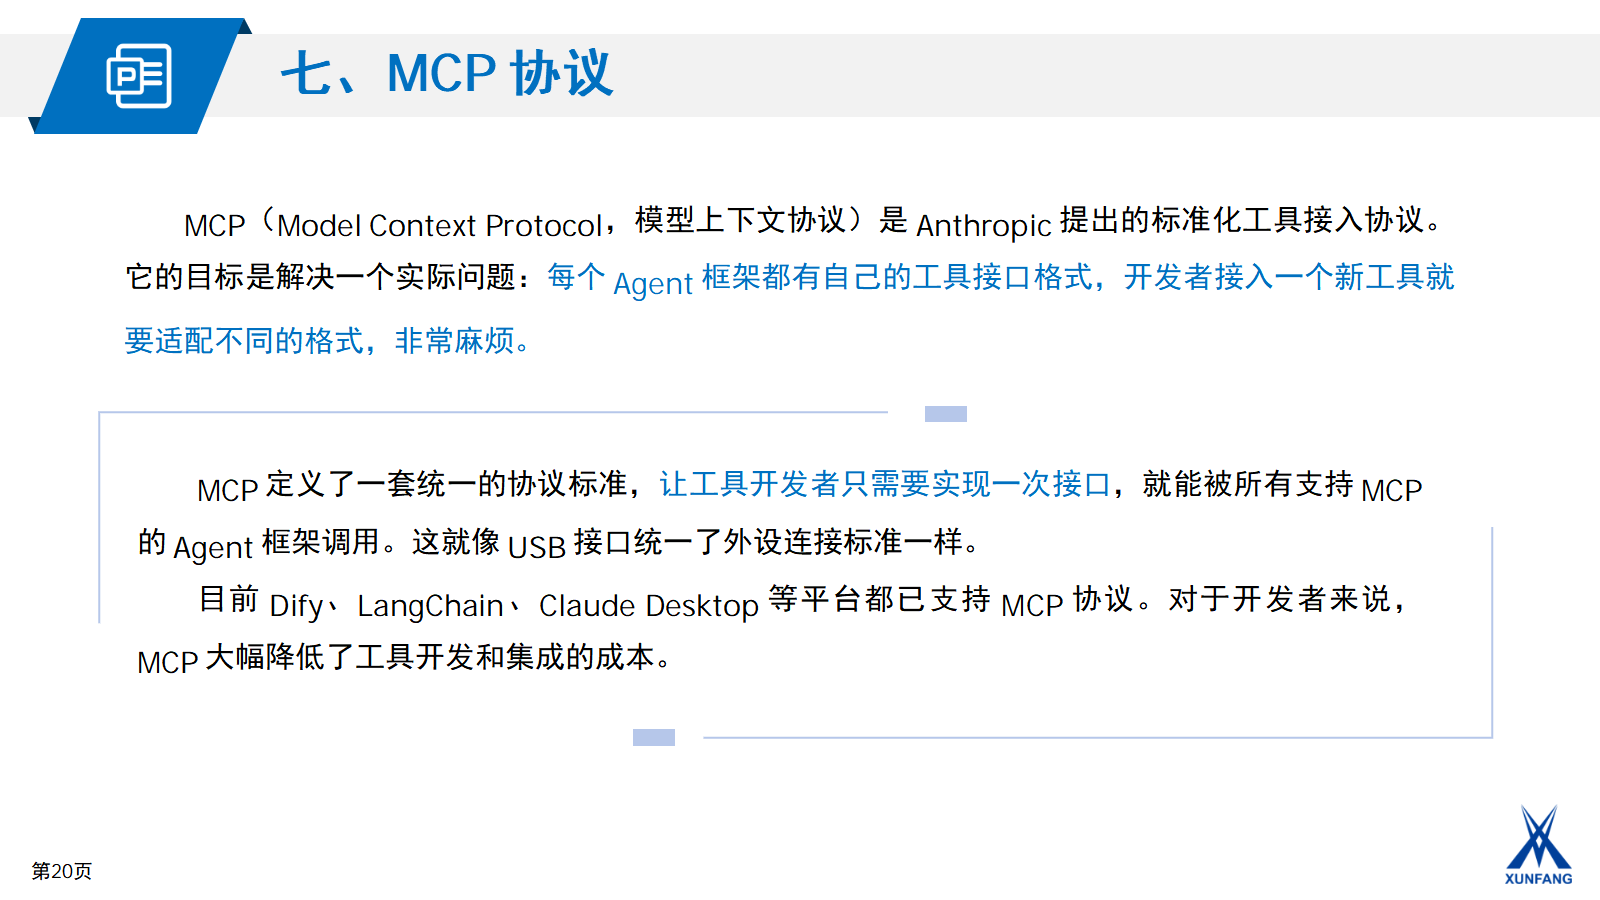 七、MCP 协议
MCP（Model Context Protocol，模型上下文协议）是 Anthropic 提出的标准化工具接入协议。
它的目标是解决一个实际问题：每个 Agent 框架都有自己的工具接口格式，开发者接入一个新工具就
要适配不同的格式，非常麻烦。
MCP 定义了一套统一的协议标准，让工具开发者只需要实现一次接口，就能被所有支持 MCP
的 Agent 框架调用。这就像 USB 接口统一了外设连接标准一样。
目前 Dify、LangChain、Claude Desktop 等平台都已支持 MCP 协议。对于开发者来说，
MCP 大幅降低了工具开发和集成的成本。
第20页
XUNFANG